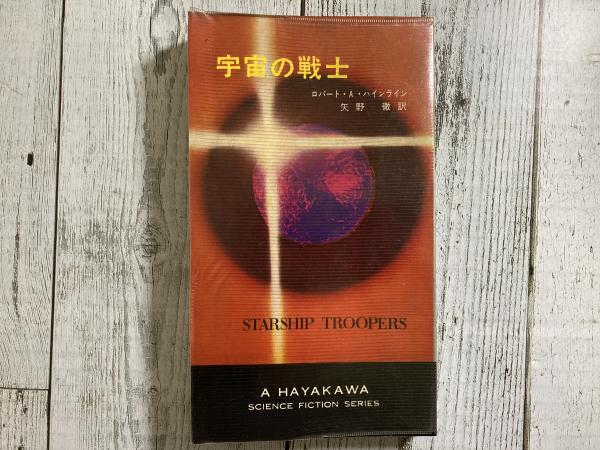 宇宙の戦士
ロバート・A・ハインライン
矢野 徹訳
STARSHIP TROOPERS
A HAYAKAWA
SCIENCE FICTION SERIES